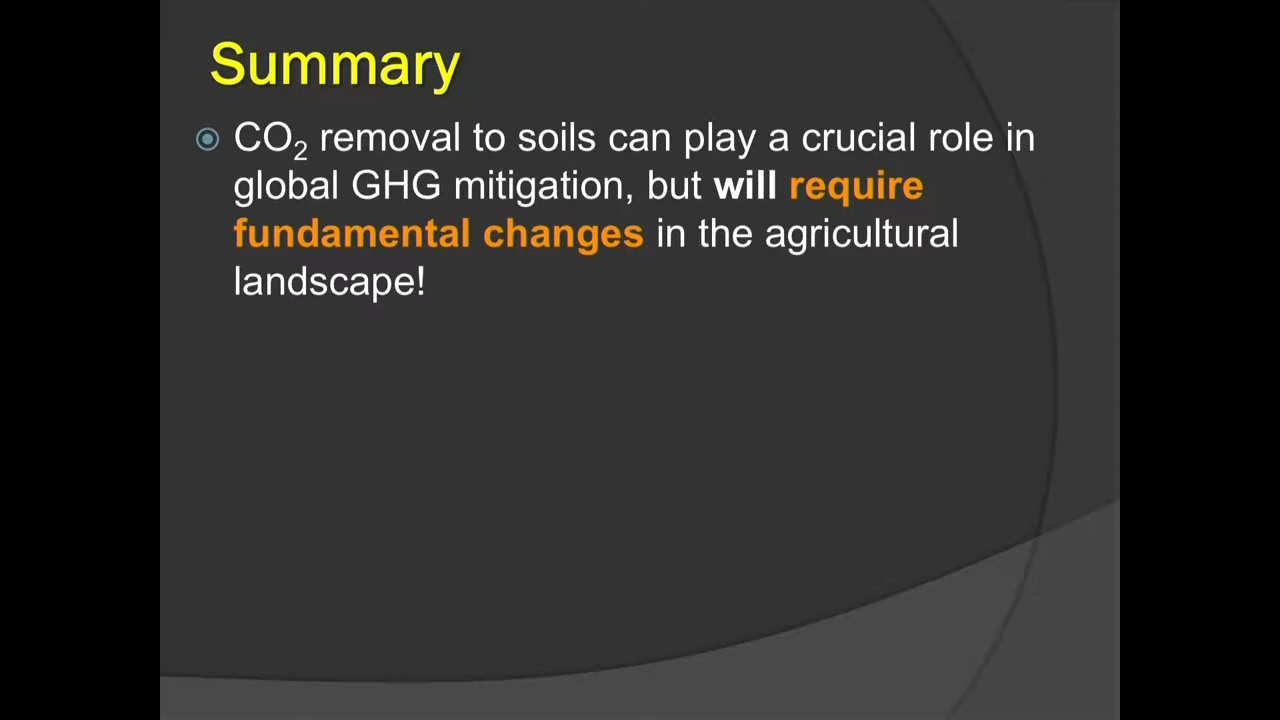 Summary
CO₂ removal to soils can play a crucial role in
global GHG mitigation, but will require
fundamental changes in the agricultural
landscape!